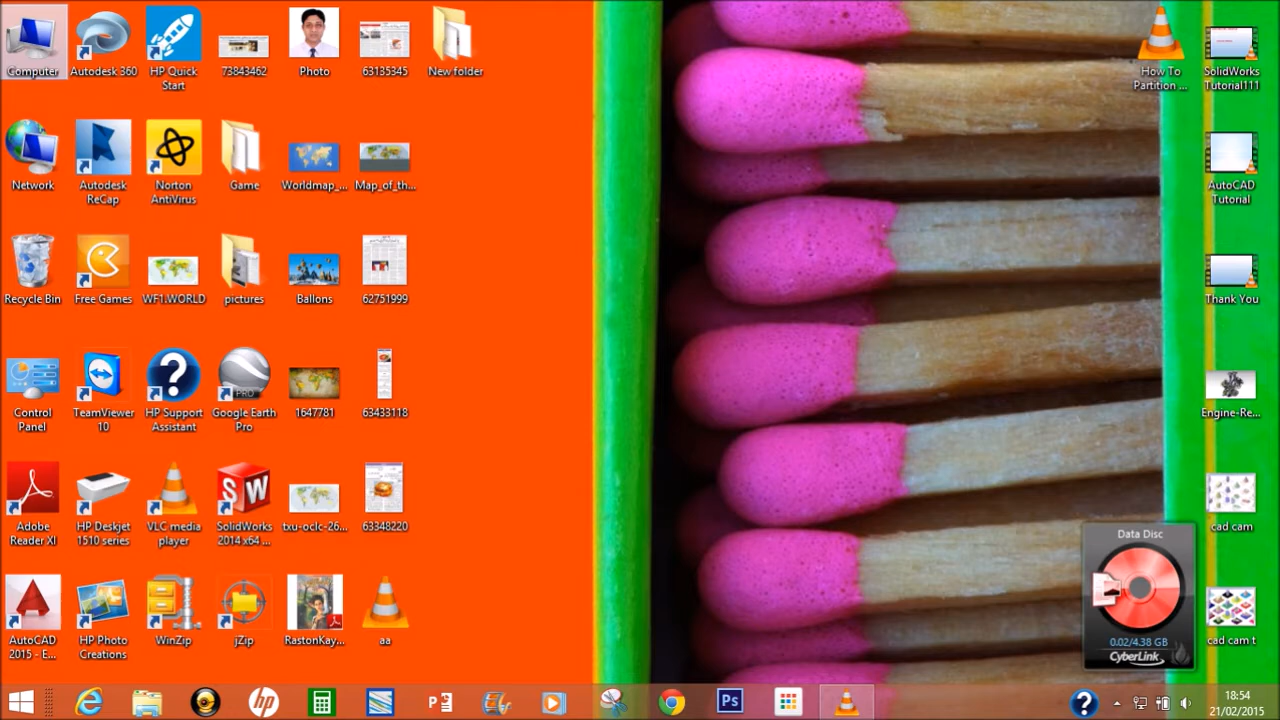 Computer
Autodesk 360
HP Quick
Start
73843462
Photo
63135345
New folder
How To
Partition ...
SolidWorks
Tutorial111
Network
Autodesk
ReCap
Norton
AntiVirus
Game
Worldmap_...
Map_of_th...
AutoCAD
Tutorial
Recycle Bin
Free Games
WF1.WORLD
pictures
Ballons
62751999
Thank You
Control
Panel
TeamViewer
10
HP Support
Assistant
PRO
Google Earth
Pro
1647781
63433118
Engine-Re...
Adobe
Reader XI
HP Deskjet
1510 series
VLC media
player
SW
SolidWorks
2014 x64 ...
txu-oclc-26...
63348220
cad cam
AutoCAD
2015 - E...
HP Photo
Creations
WinZip
jZip
RastonKay...
aa
Data Disc
0.02/4.38 GB
CyberLink
cad cam t
hp
Ps
18:54
21/02/2015